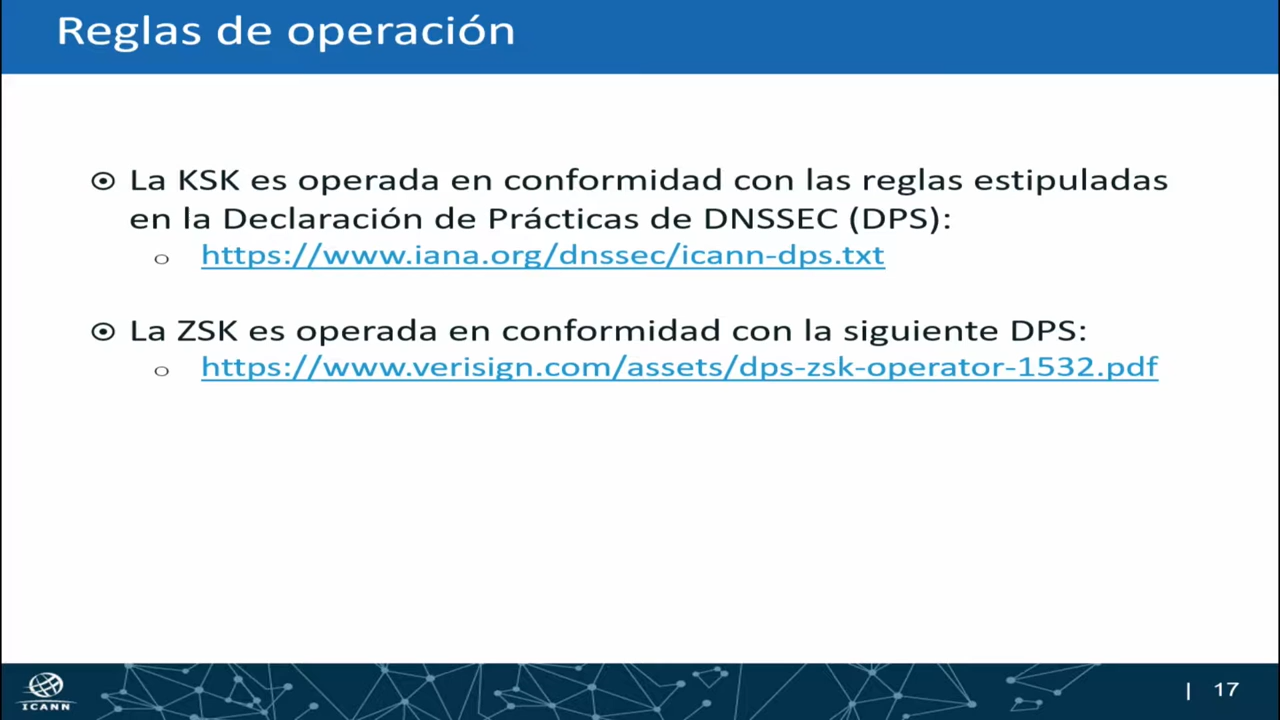 Reglas de operación
La KSK es operada en conformidad con las reglas estipuladas
en la Declaración de Prácticas de DNSSEC (DPS):
https://www.iana.org/dnssec/icann-dps.txt
La ZSK es operada en conformidad con la siguiente DPS:
https://www.verisign.com/assets/dps-zsk-operator-1532.pdf
ICANN
| 17